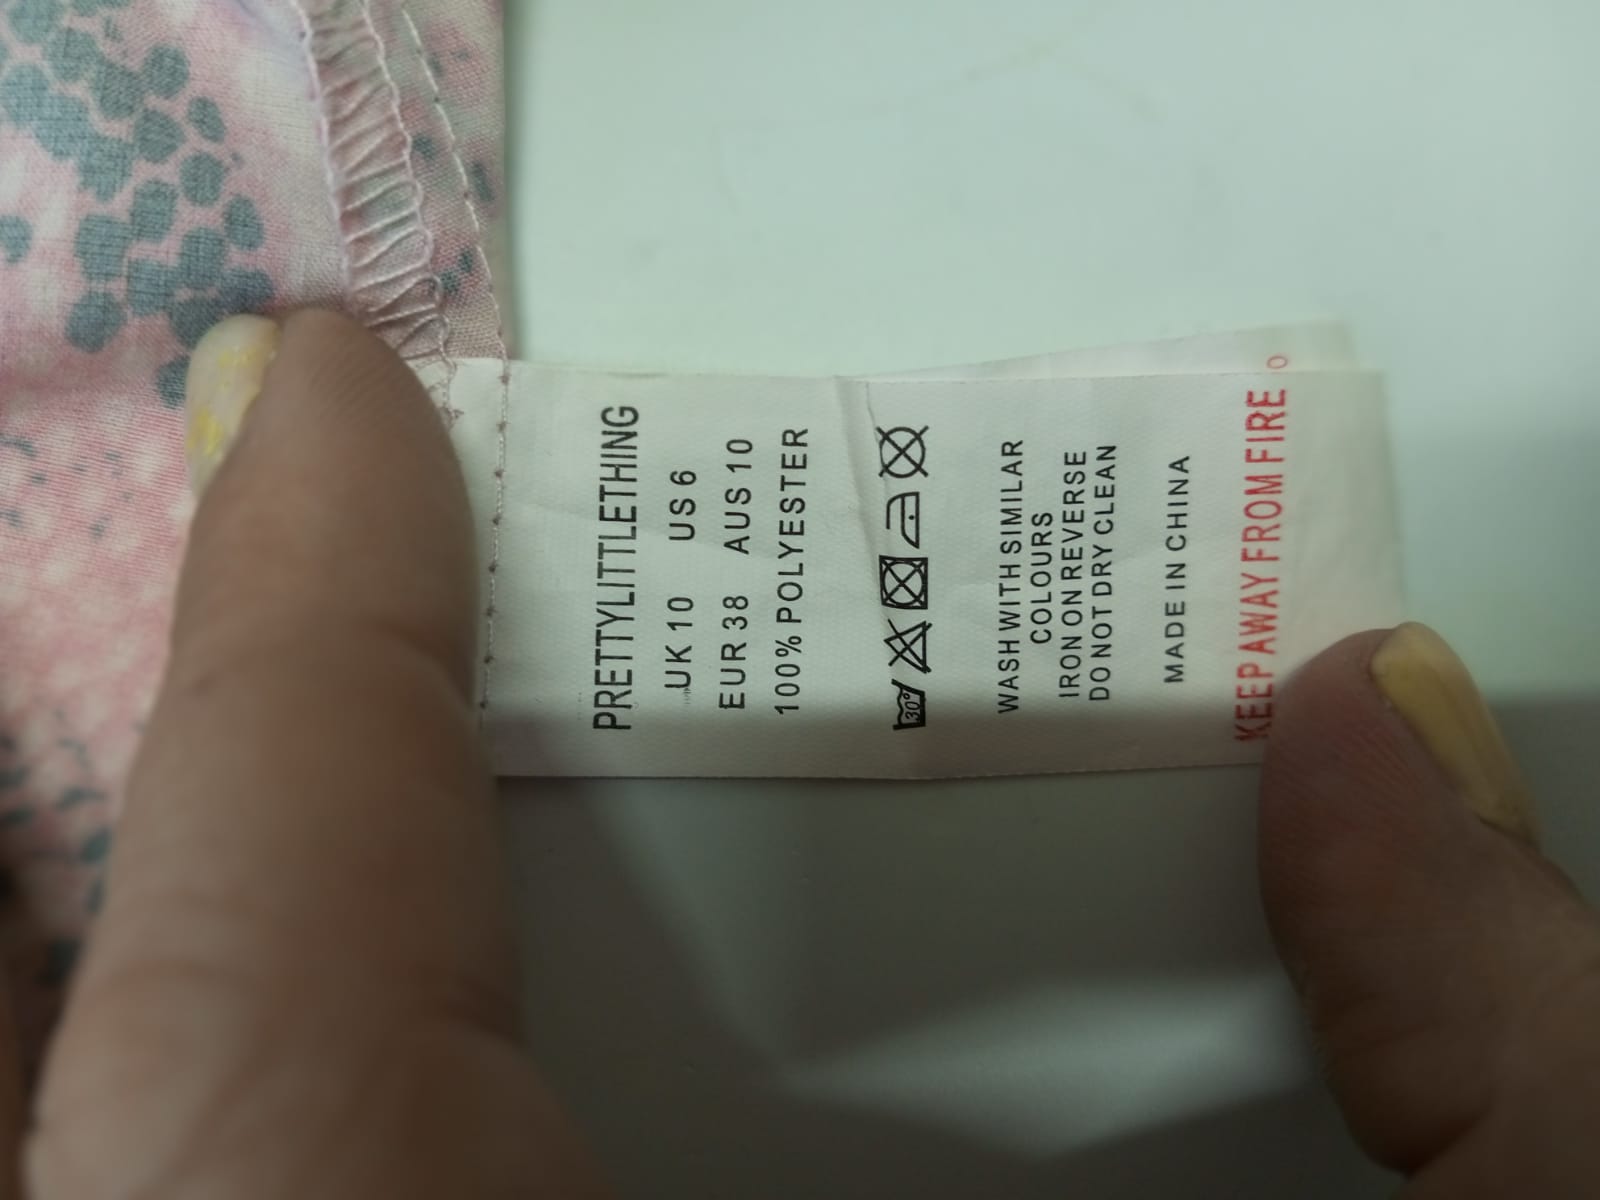 PRETTYLITTLETHING
UK 10 US 6
EUR 38 AUS 10
100% POLYESTER
30°
WASH WITH SIMILAR
COLOURS
IRON ON REVERSE
DO NOT DRY CLEAN
MADE IN CHINA
KEEP AWAY FROM FIRE